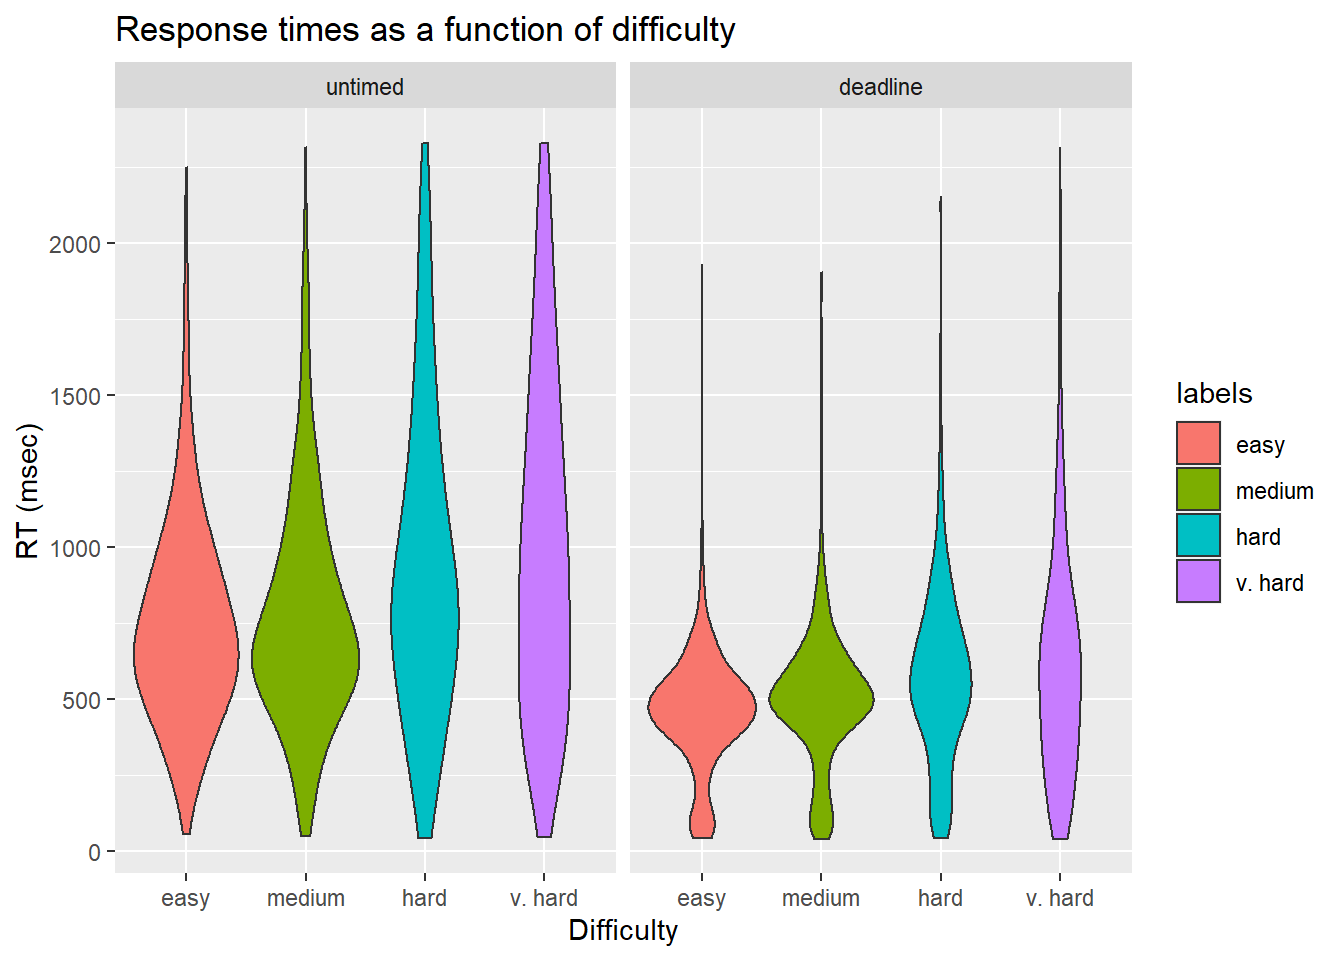 Response times as a function of difficulty
untimed
deadline
RT (msec)
2000
1500
1000
500
0
easy medium hard v. hard
easy medium hard v. hard
Difficulty
labels
easy
medium
hard
v. hard